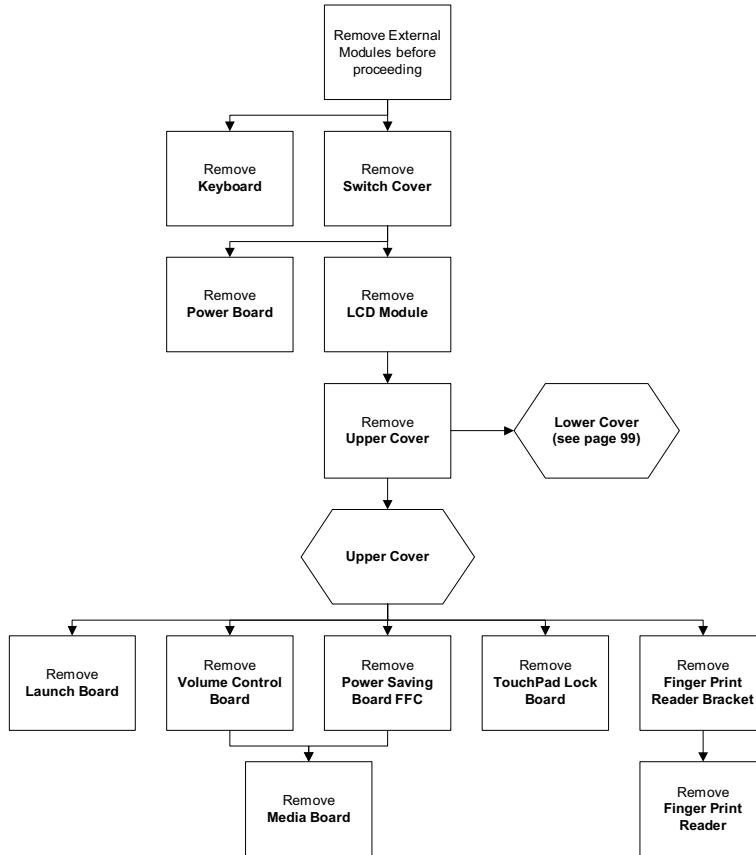 Remove External
Modules before
proceeding
Remove
Keyboard
Remove
Switch Cover
Remove
Power Board
Remove
LCD Module
Remove
Upper Cover
Lower Cover
(see page 99)
Upper Cover
Remove
Launch Board
Remove
Volume Control
Board
Remove
Power Saving
Board FFC
Remove
TouchPad Lock
Board
Remove
Finger Print
Reader Bracket
Remove
Media Board
Remove
Finger Print
Reader